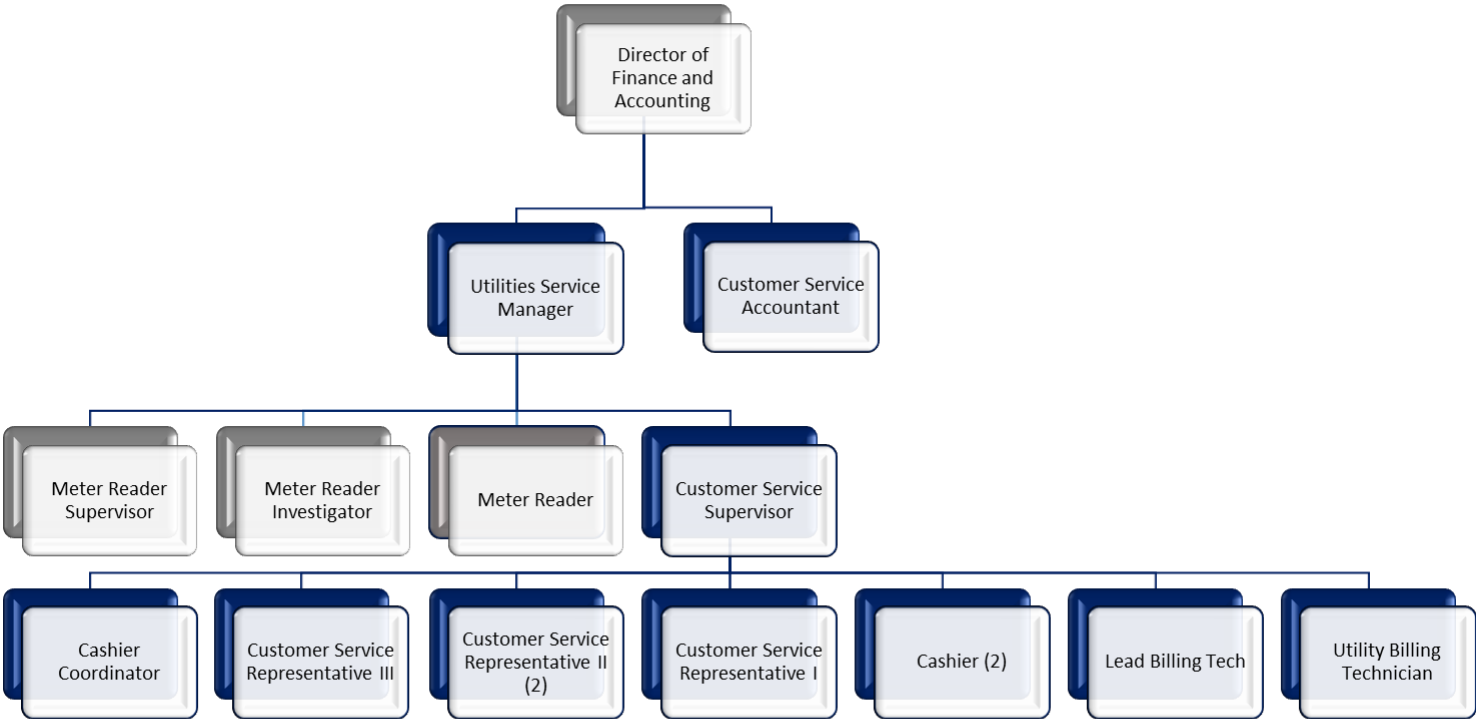 Director of
Finance and
Accounting
Utilities Service
Manager
Customer Service
Accountant
Meter Reader
Supervisor
Meter Reader
Investigator
Meter Reader
Customer Service
Supervisor
Cashier
Coordinator
Customer Service
Representative III
Customer Service
Representative II
(2)
Customer Service
Representative I
Cashier (2)
Lead Billing Tech
Utility Billing
Technician